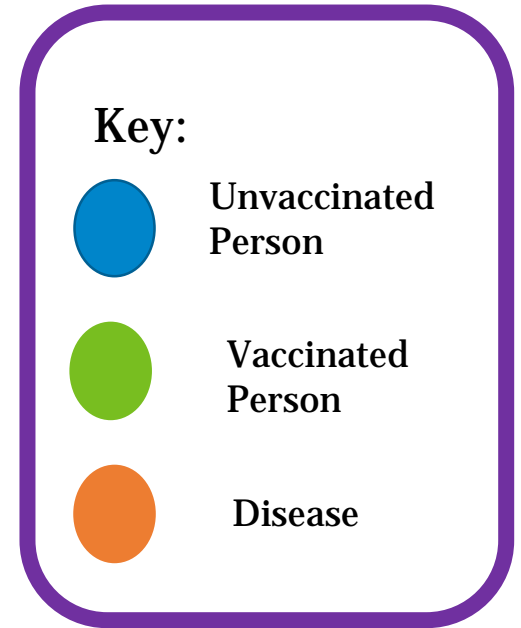 Key:
Unvaccinated
Person
Vaccinated
Person
Disease